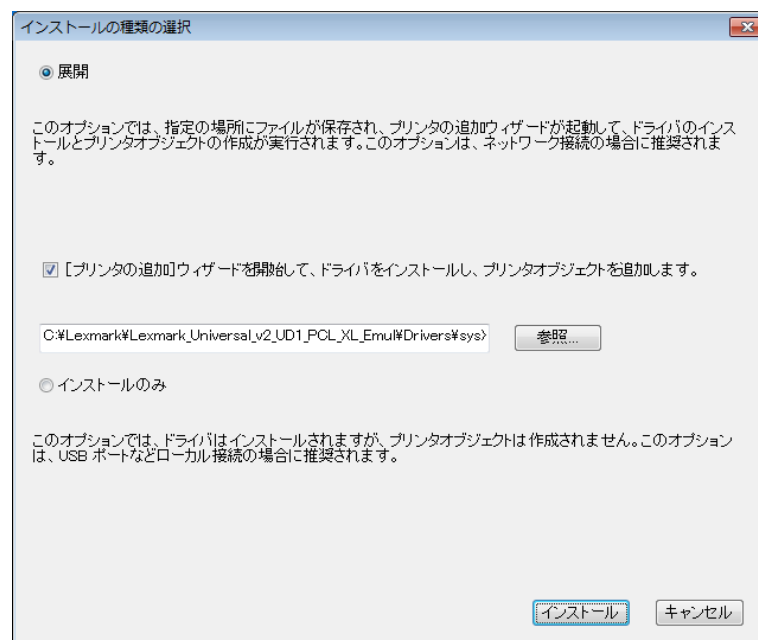 インストールの種類の選択
展開
このオプションでは、指定の場所にファイルが保存され、プリンタの追加ウィザードが起動して、ドライバのインス
トールとプリンタオブジェクトの作成が実行されます。このオプションは、ネットワーク接続の場合に推奨されま
す。
[プリンタの追加]ウィザードを開始して、ドライバをインストールし、プリンタオブジェクトを追加します。
C:¥Lexmark¥Lexmark_Universal_v2_UD1_PCL_XL_Emul¥Drivers¥sys
参照...
インストールのみ
このオプションでは、ドライバはインストールされますが、プリンタオブジェクトは作成されません。このオプション
は、USB ポートなどローカル接続の場合に推奨されます。
インストール
キャンセル